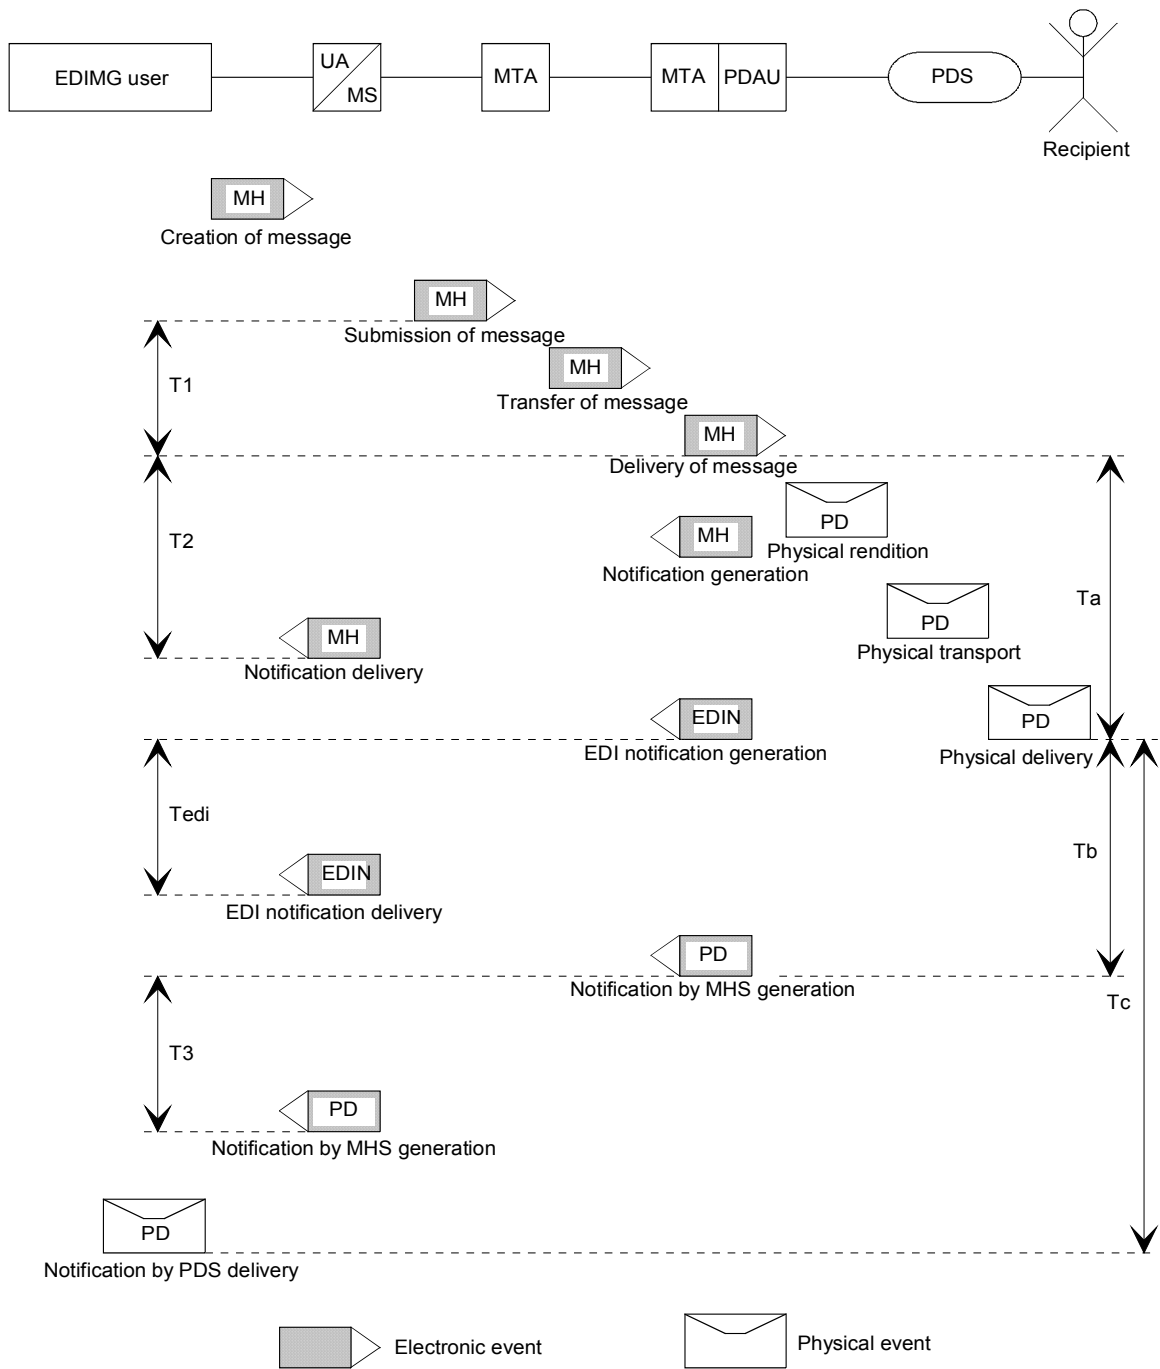 EDIMG user
UA
MS
MTA
MTA
PDAU
PDS
Recipient
MH
Creation of message
MH
Submission of message
MH
T1
Transfer of message
MH
Delivery of message
PD
T2
MH
Physical rendition
Notification generation
Ta
PD
MH
Physical transport
Notification delivery
EDIN
PD
EDI notification generation
Physical delivery
Tedi
Tb
EDIN
EDI notification delivery
PD
Notification by MHS generation
Tc
T3
PD
Notification by MHS generation
PD
Notification by PDS delivery
Electronic event
Physical event